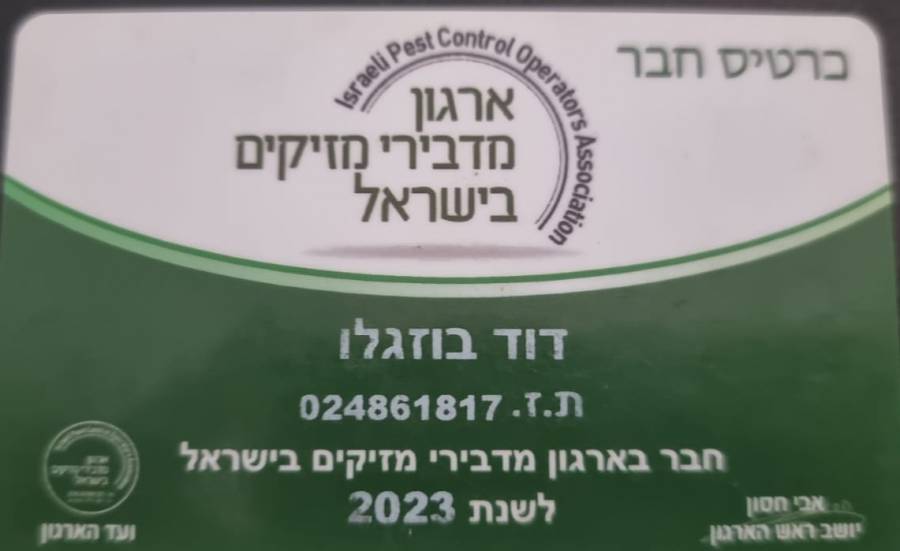 כרטיס חבר
Israeli Pest Control Operators Association
ארגון
מדבירי מזיקים
בישראל
דוד בוזגלו
ת.ז. 024861817
חבר בארגון מדבירי מזיקים בישראל
לשנת 2023
ועד הארגון
אבי חסון
יושב ראש הארגון